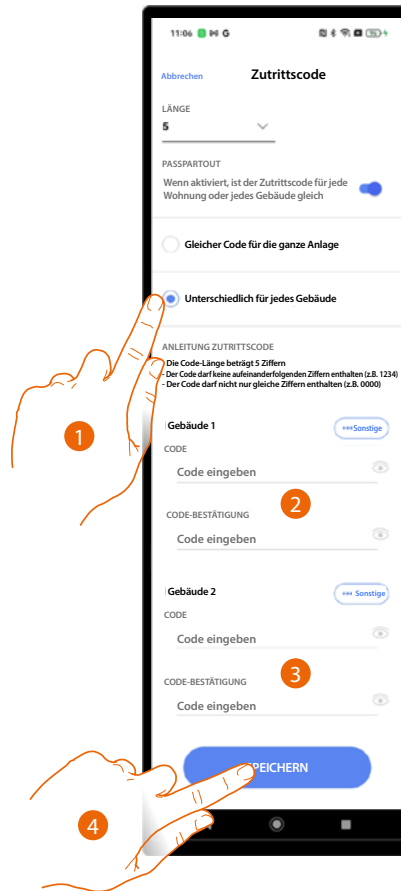 11:06 G
Abbrechen Zutrittscode
LÄNGE
5
PASSPARTOUT
Wenn aktiviert, ist der Zutrittscode für jede
Wohnung oder jedes Gebäude gleich
Gleicher Code für die ganze Anlage
Unterschiedlich für jedes Gebäude
ANLEITUNG ZUTRITTSCODE
Die Code-Länge beträgt 5 Ziffern
- Der Code darf keine aufeinanderfolgenden Ziffern enthalten (z.B. 1234)
- Der Code darf nicht nur gleiche Ziffern enthalten (z.B. 0000)
1
Gebäude 1 Sonstige
CODE
Code eingeben
2
CODE-BESTÄTIGUNG
Code eingeben
Gebäude 2 Sonstige
CODE
Code eingeben
3
CODE-BESTÄTIGUNG
Code eingeben
PEICHERN
4